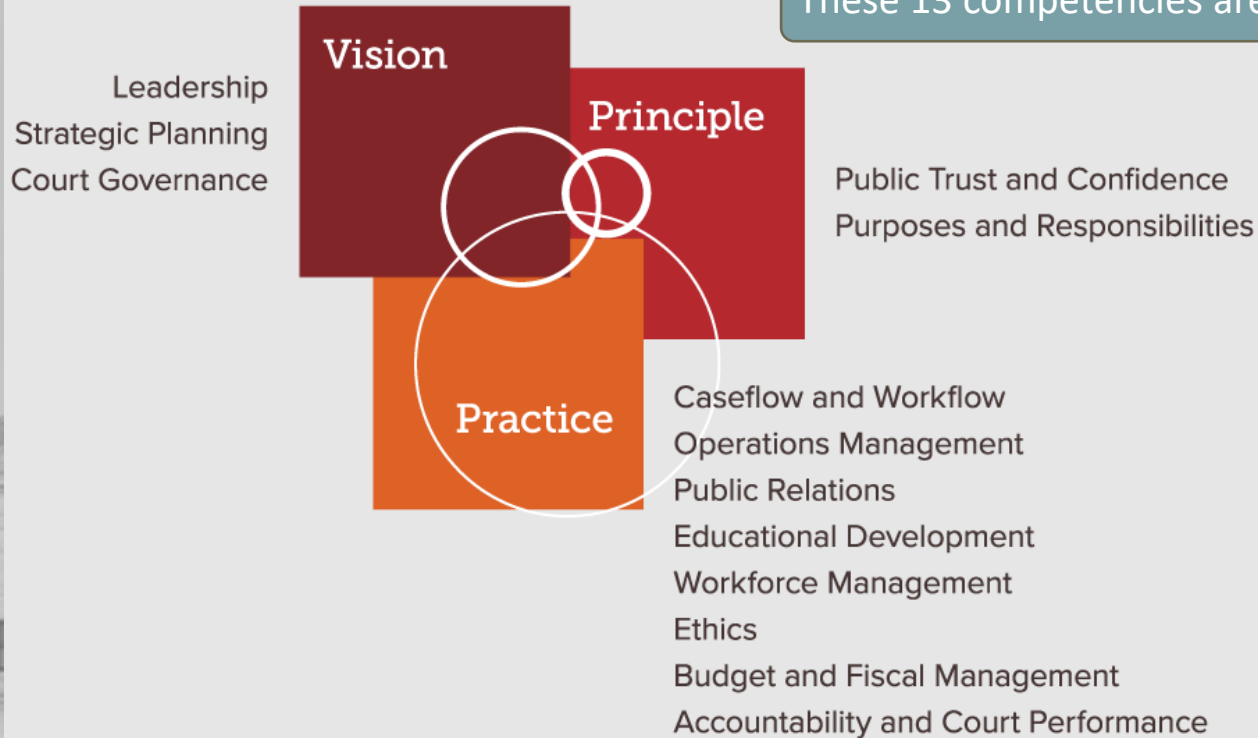 These 13 competencies are
Vision
Leadership
Strategic Planning
Court Governance
Principle
Public Trust and Confidence
Purposes and Responsibilities
Practice
Caseflow and Workflow
Operations Management
Public Relations
Educational Development
Workforce Management
Ethics
Budget and Fiscal Management
Accountability and Court Performance